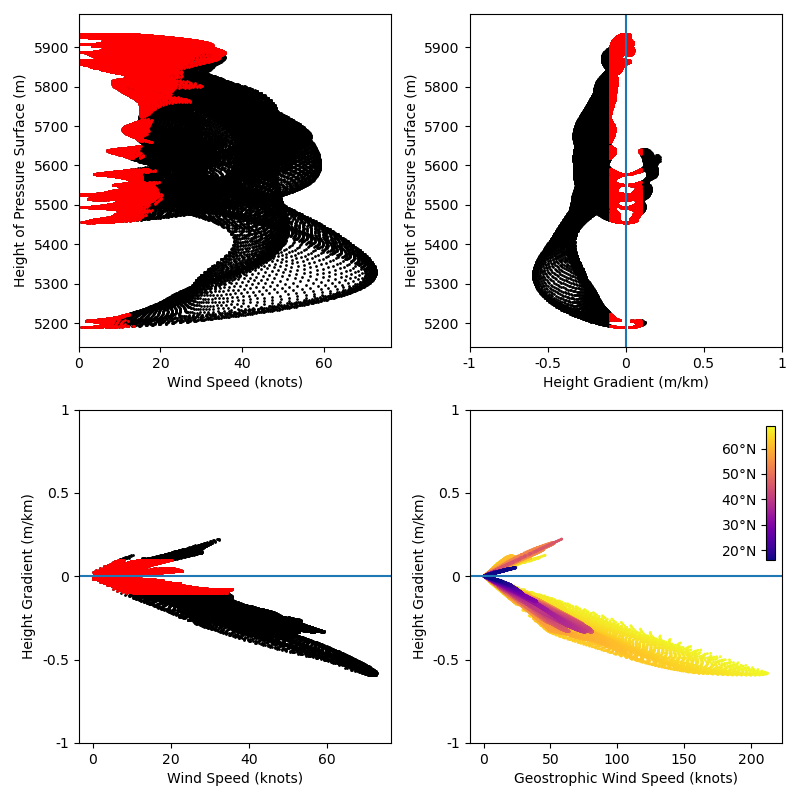 5900
5800
5700
5600
5500
5400
5300
5200
Height of Pressure Surface (m)
0 20 40 60
Wind Speed (knots)
5900
5800
5700
5600
5500
5400
5300
5200
Height of Pressure Surface (m)
-1 -0.5 0 0.5 1
Height Gradient (m/km)
1
0.5
0
-0.5
-1
Height Gradient (m/km)
0 20 40 60
Wind Speed (knots)
1
0.5
0
-0.5
-1
Height Gradient (m/km)
60°N
50°N
40°N
30°N
20°N
0 50 100 150 200
Geostrophic Wind Speed (knots)